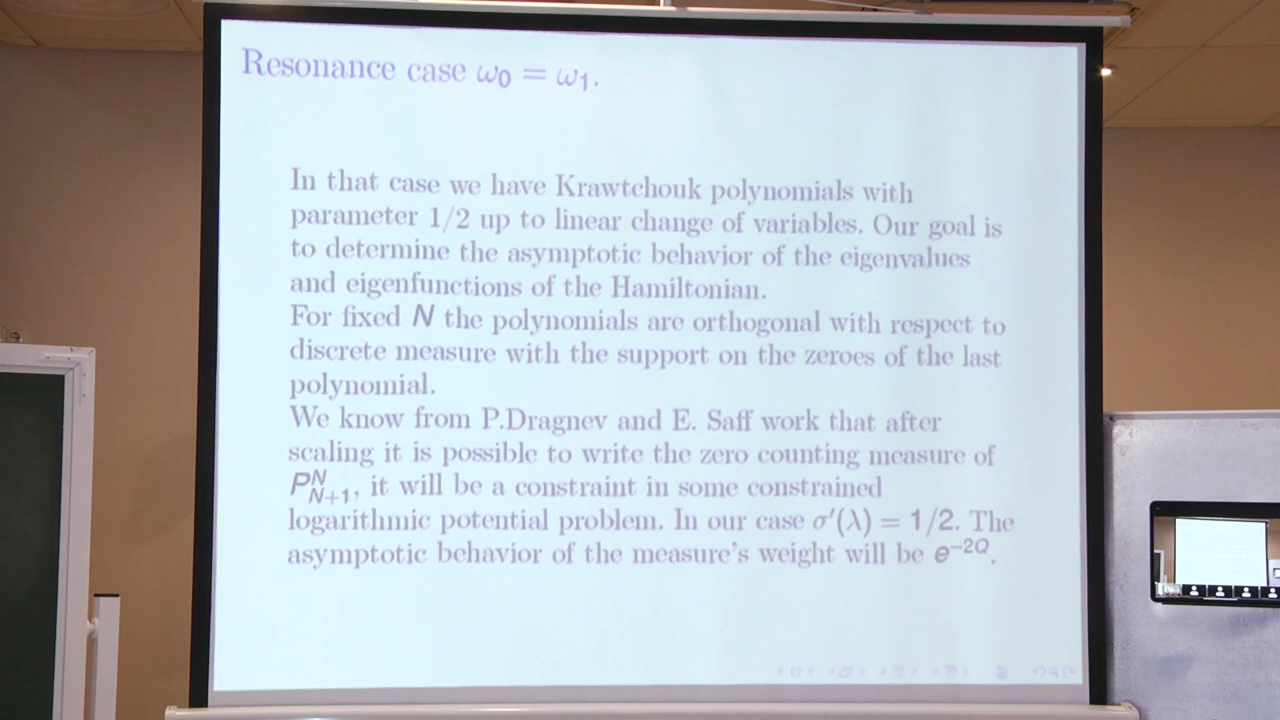 Resonance case ω₀ = ω₁.
In that case we have Krawtchouk polynomials with
parameter 1/2 up to linear change of variables. Our goal is
to determine the asymptotic behavior of the eigenvalues
and eigenfunctions of the Hamiltonian.
For fixed N the polynomials are orthogonal with respect to
discrete measure with the support on the zeroes of the last
polynomial.
We know from P.Dragnev and E. Saff work that after
scaling it is possible to write the zero counting measure of
P^N_{N+1}, it will be a constraint in some constrained
logarithmic potential problem. In our case σ′(λ) = 1/2. The
asymptotic behavior of the measure's weight will be e^{−2Q}.